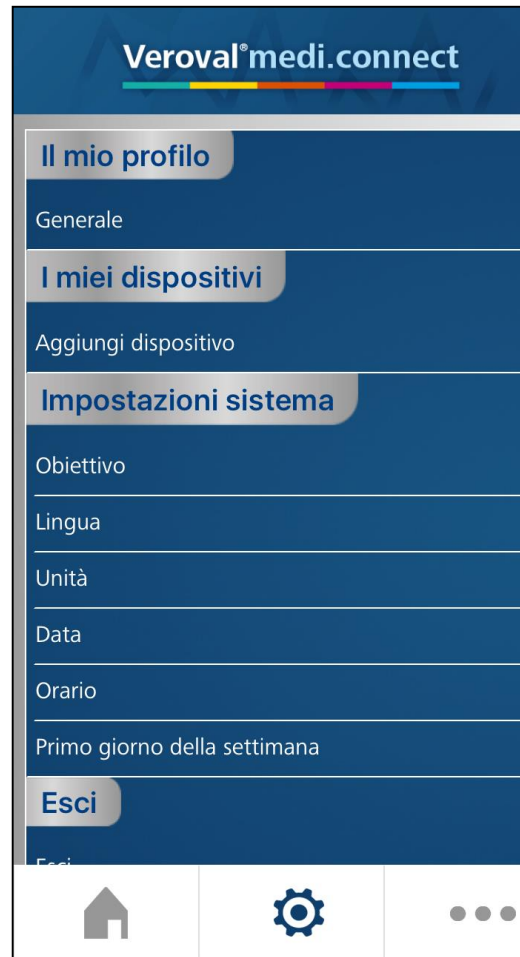 Veroval®medi.connect
Il mio profilo
Generale
I miei dispositivi
Aggiungi dispositivo
Impostazioni sistema
Obiettivo
Lingua
Unità
Data
Orario
Primo giorno della settimana
Esci
Esci